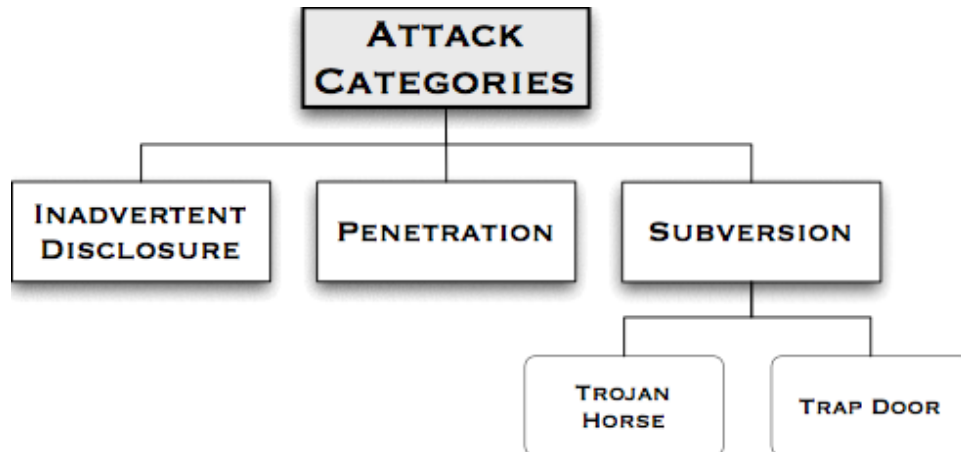 ATTACK
CATEGORIES
INADVERTENT
DISCLOSURE
PENETRATION
SUBVERSION
TROJAN
HORSE
TRAP DOOR